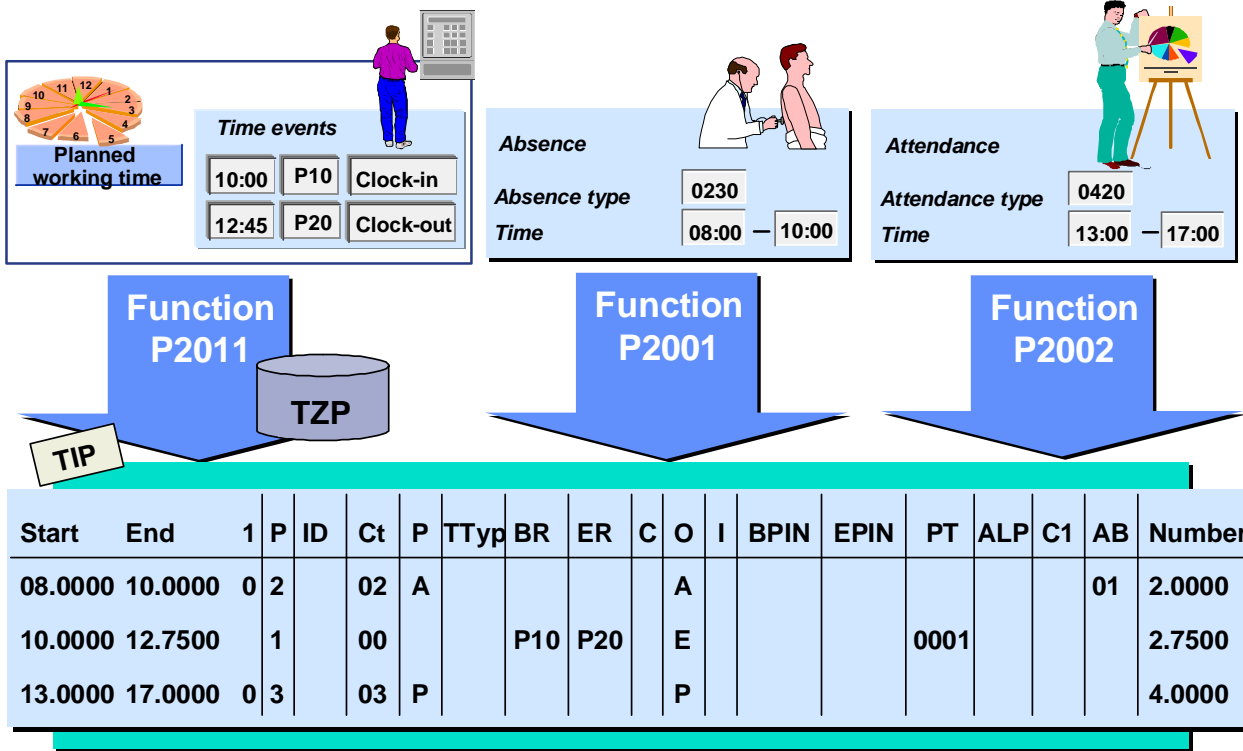 12
1
2
3
4
5
6
7
8
9
10
11
Planned
working time
Time events
10:00 P10 Clock-in
12:45 P20 Clock-out
Absence
Absence type 0230
Time 08:00 – 10:00
Attendance
Attendance type 0420
Time 13:00 – 17:00
Function
P2011
Function
P2001
Function
P2002
TZP
TIP
Start End 1 P ID Ct P TTyp BR ER C O I BPIN EPIN PT ALP C1 AB Number
08.0000 10.0000 0 2 02 A A 01 2.0000
10.0000 12.7500 1 00 P10 P20 E 0001 2.7500
13.0000 17.0000 0 3 03 P P 4.0000